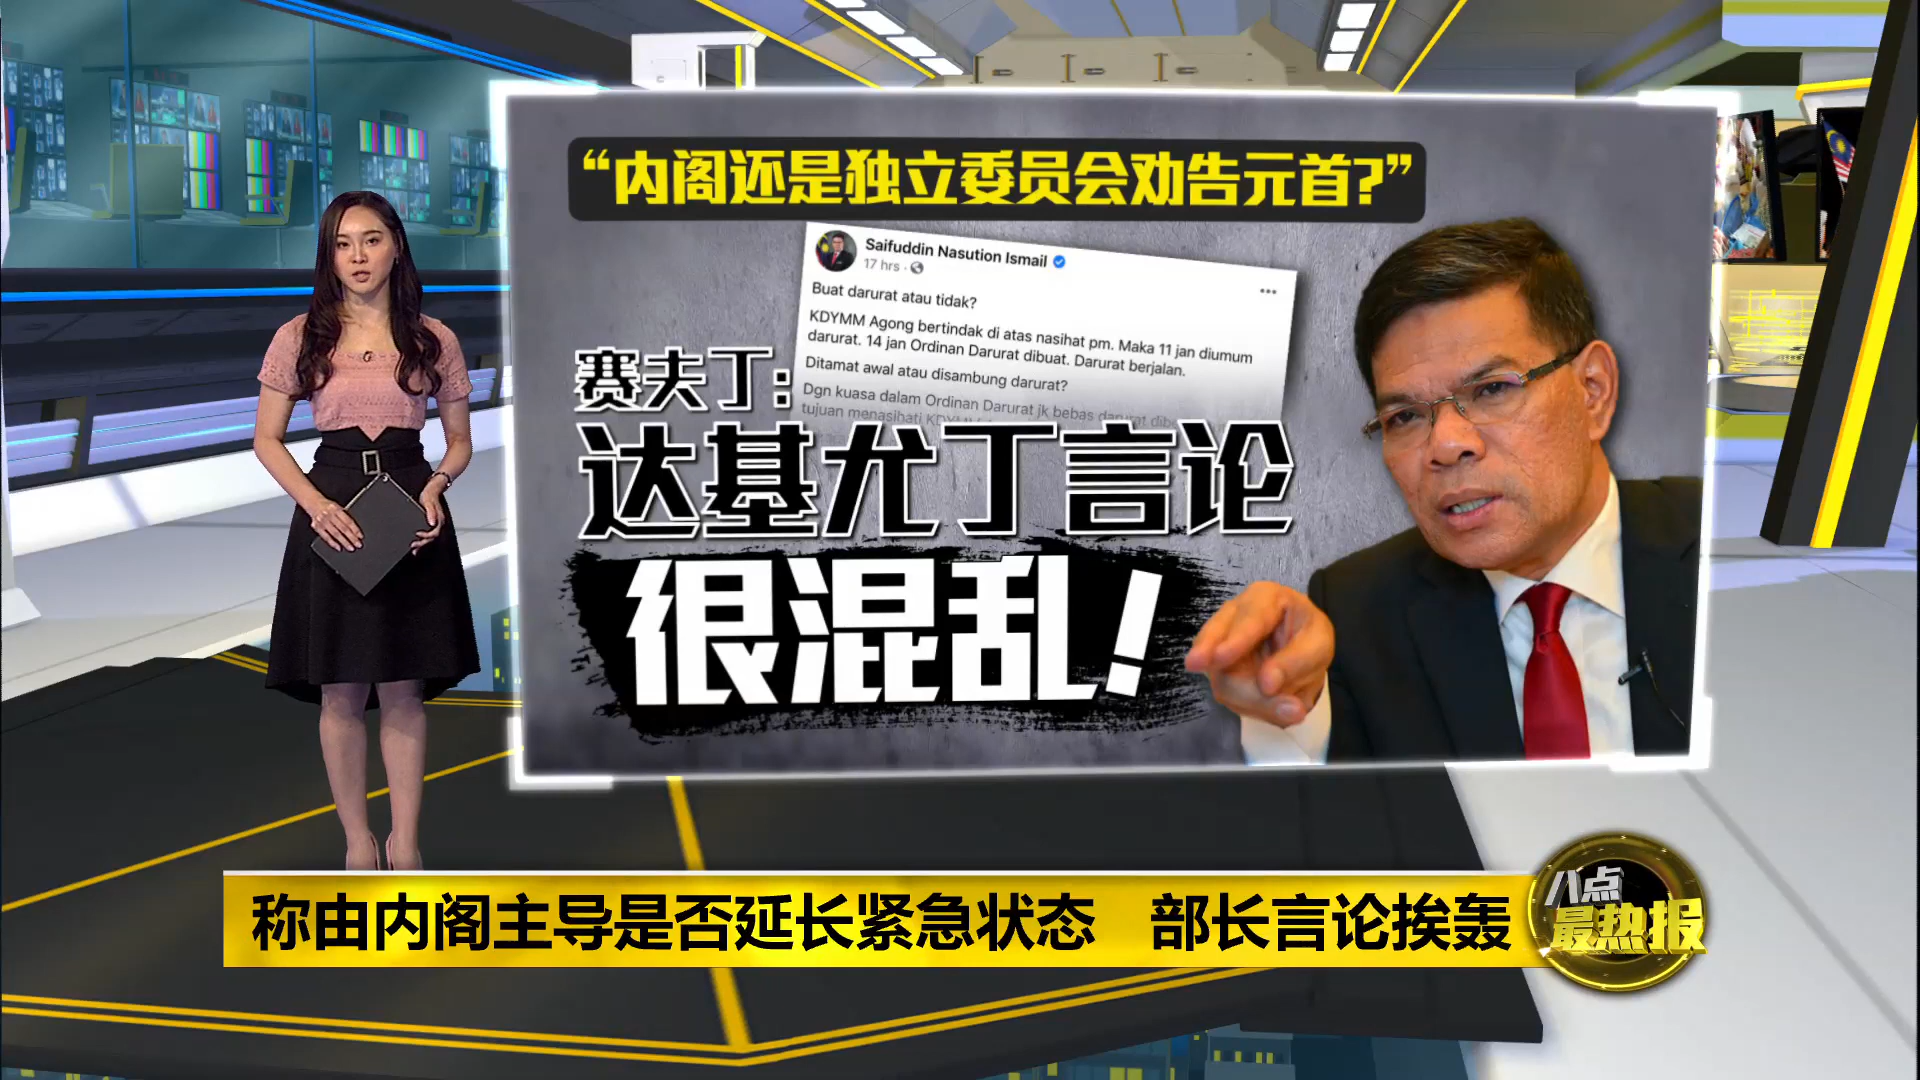 “内阁还是独立委员会劝告元首?”
Saifuddin Nasution Ismail
17 hrs ·
Buat darurat atau tidak?
KDYMM Agong bertindak di atas nasihat pm. Maka 11 jan diumum
darurat. 14 jan Ordinan Darurat dibuat. Darurat berjalan.
Ditamat awal atau disambung darurat?
Dgn kuasa dalam Ordinan Darurat jk bebas darurat
tujuan menasihati
赛夫丁:
达基尤丁言论
很混乱!
称由内阁主导是否延长紧急状态 部长言论挨轰
八点
最热报